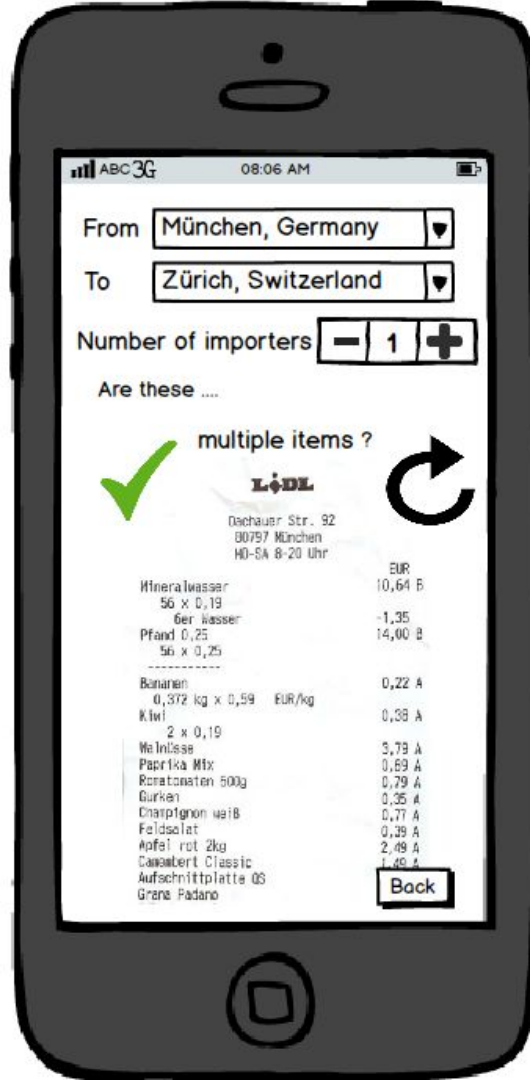 ABC 3G 08:06 AM
From München, Germany
To Zürich, Switzerland
Number of importers 1
Are these ....
multiple items ?
LiDL
Dachauer Str. 92
80797 München
MO-SA 8-20 Uhr
EUR
Mineralwasser 10,64 B
56 x 0,19
6er Wasser -1,35
Pfand 0,25 14,00 B
56 x 0,25
-----------
Bananen 0,22 A
0,372 kg x 0,59 EUR/kg
Kiwi 0,38 A
2 x 0,19
Walnüsse 3,79 A
Paprika Mix 0,89 A
Romatomaten 500g 0,79 A
Gurken 0,35 A
Champignon weiß 0,77 A
Feldsalat 0,39 A
Apfel rot 2kg 2,49 A
Camembert Classic 1,49 A
Aufschnittplatte QS
Grana Padano
Back